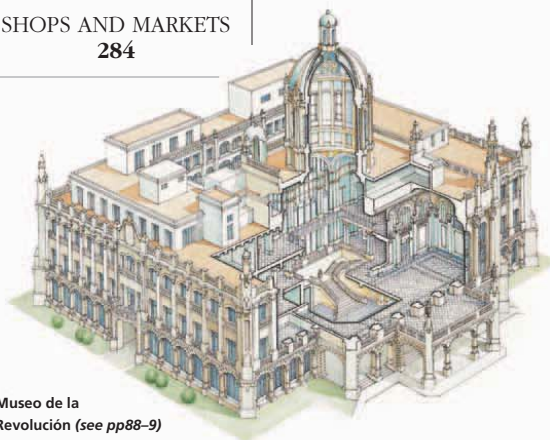 SHOPS AND MARKETS
284
Museo de la
Revolución (see pp88–9)